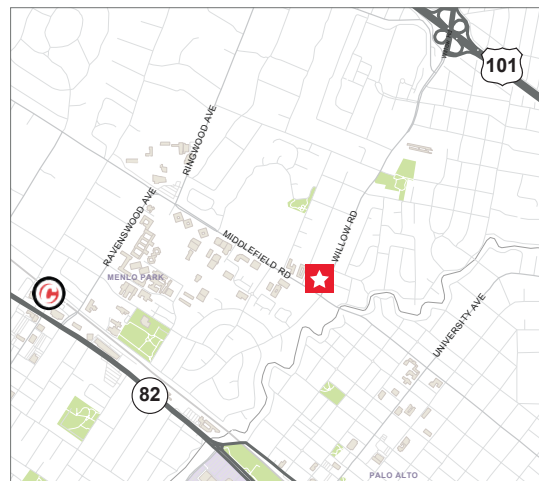 101
RINGWOOD AVE
RAVENSWOOD AVE
WILLOW RD
MIDDLEFIELD RD
MENLO PARK
C
UNIVERSITY AVE
82
PALO ALTO